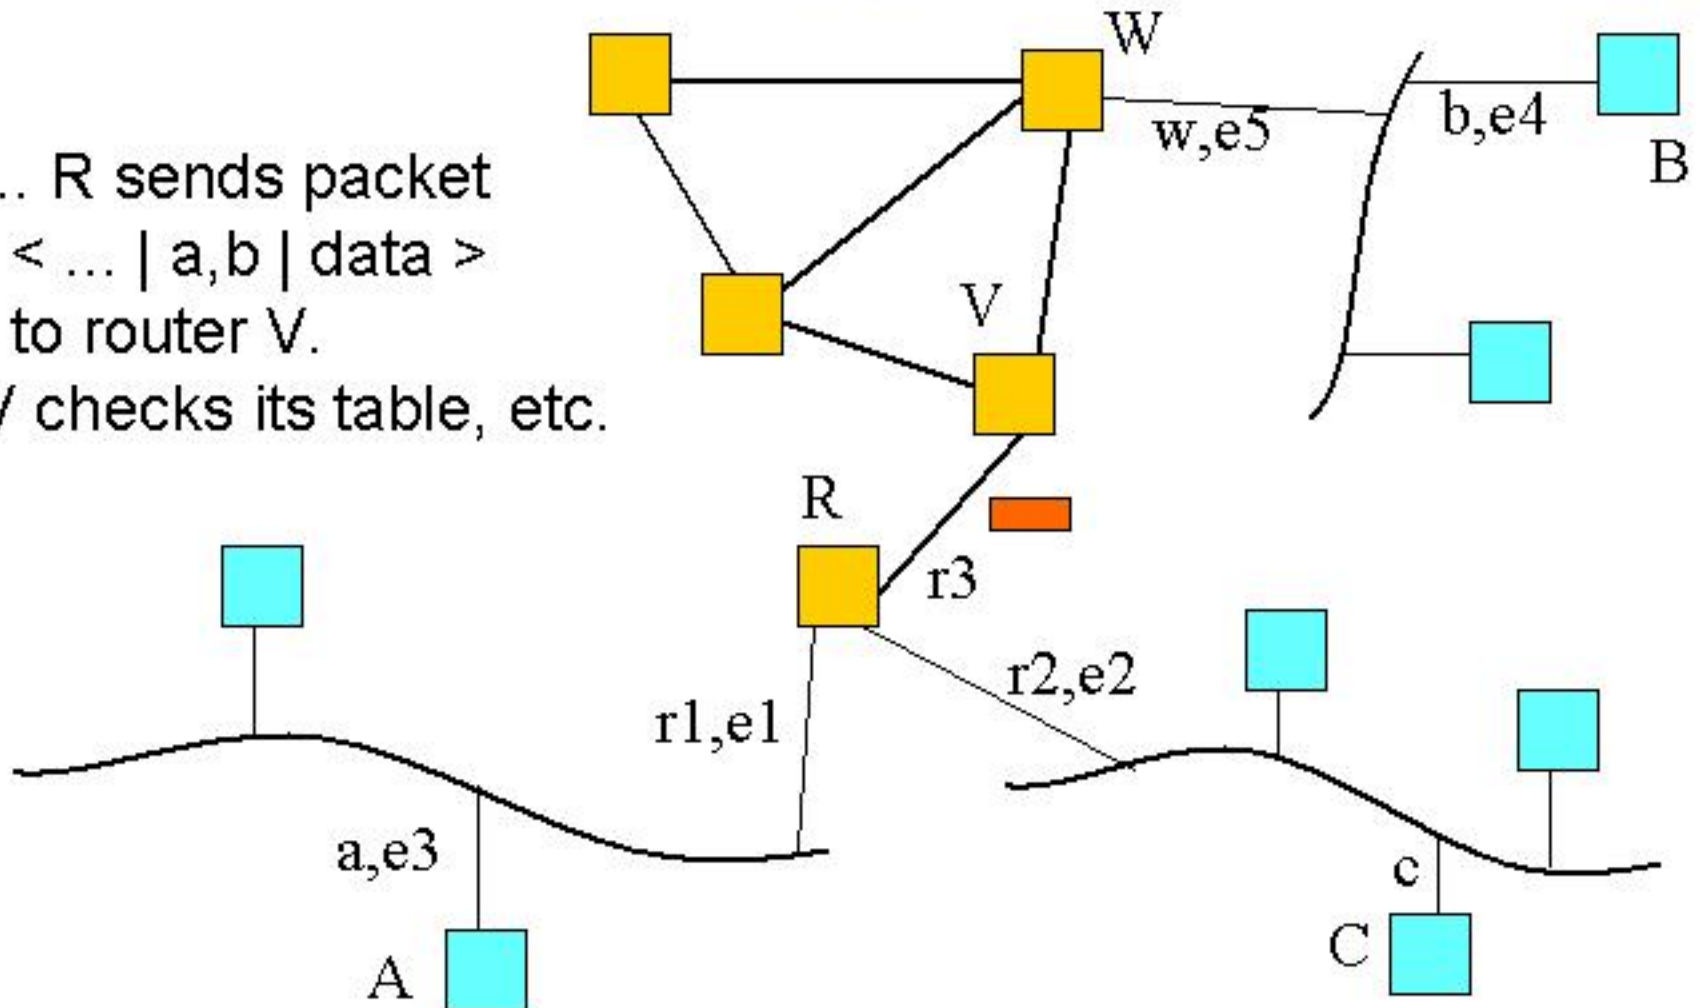 .. R sends packet
< ... | a,b | data >
to router V.
V checks its table, etc.
W
w,e5
b,e4
B
V
R
r3
r2,e2
r1,e1
a,e3
A
c
C